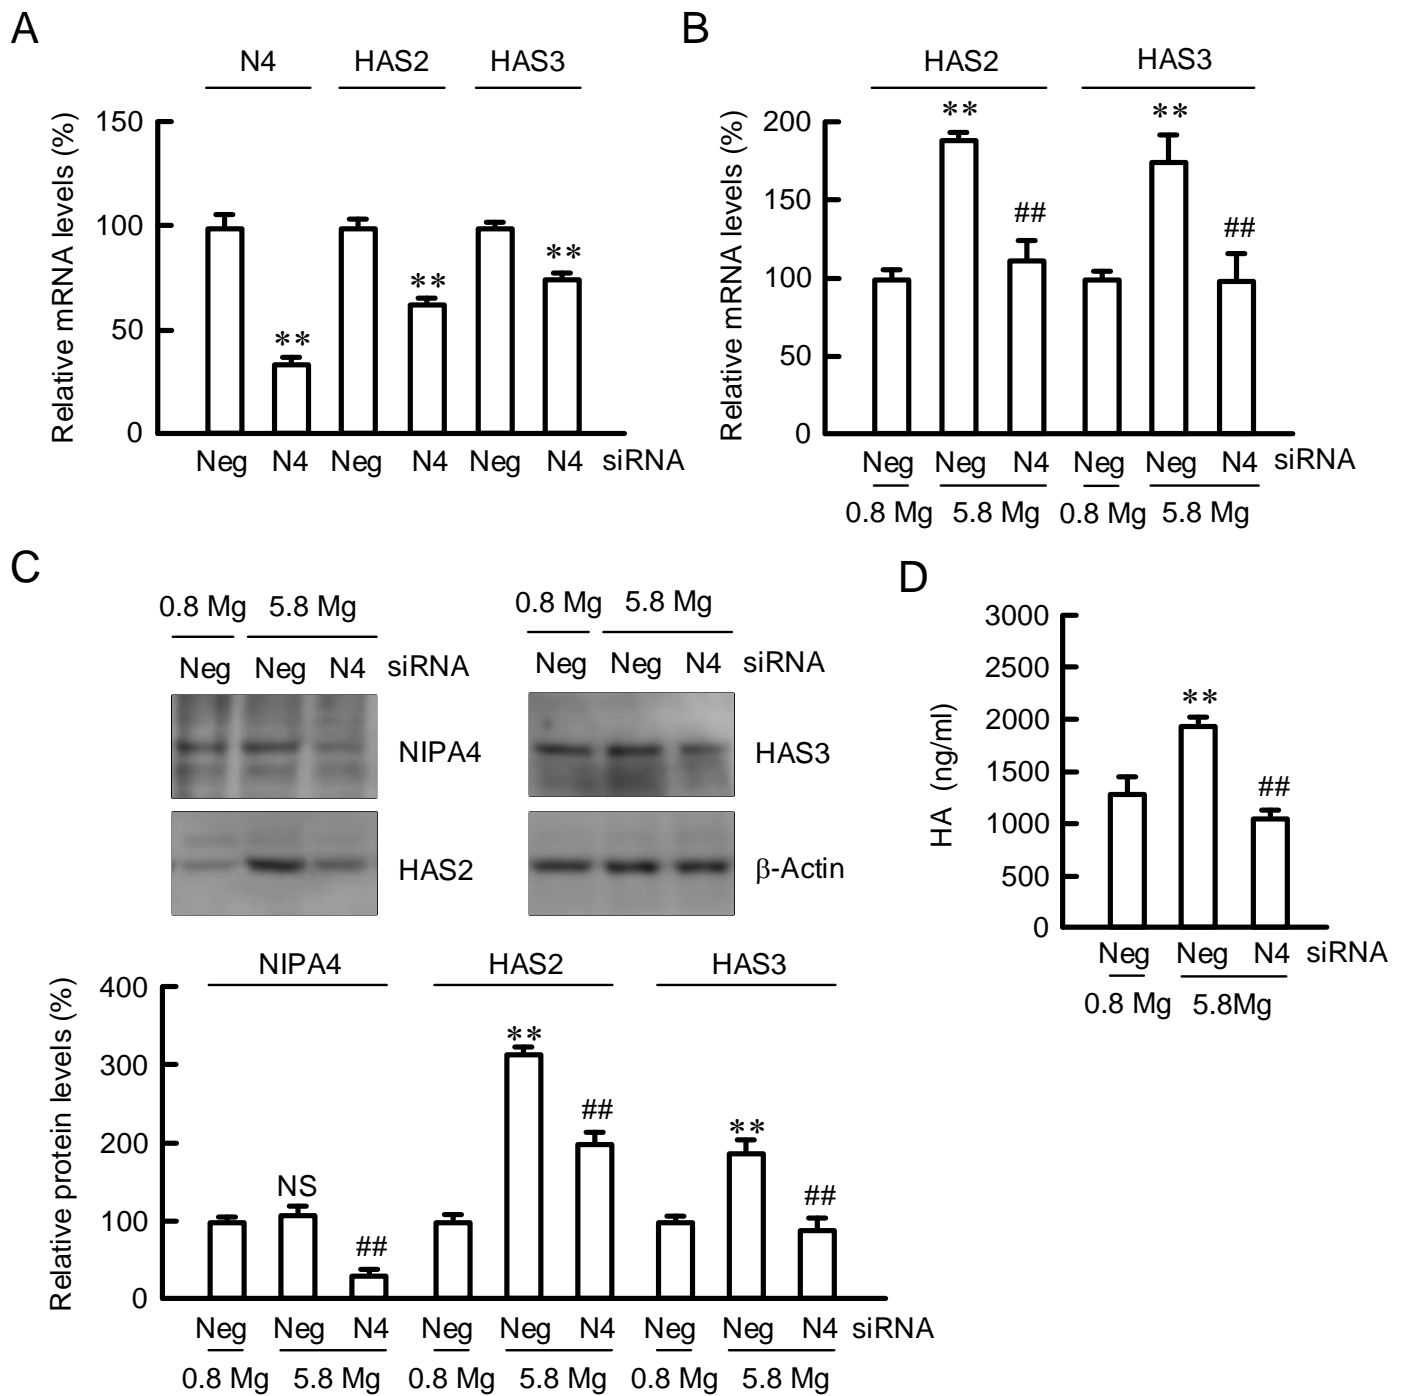 A
N4 HAS2 HAS3
Relative mRNA levels (%)
150
100
50
0
** ** **
Neg N4 Neg N4 Neg N4 siRNA
B
HAS2 HAS3
Relative mRNA levels (%)
200
150
100
50
0
** ## ** ##
Neg Neg N4 Neg Neg N4 siRNA
0.8 Mg 5.8 Mg 0.8 Mg 5.8 Mg
C
0.8 Mg 5.8 Mg
Neg Neg N4 siRNA
NIPA4
HAS2
0.8 Mg 5.8 Mg
Neg Neg N4 siRNA
HAS3
β-Actin
NIPA4 HAS2 HAS3
Relative protein levels (%)
400
300
200
100
0
NS ## ** ## ** ##
Neg Neg N4 Neg Neg N4 Neg Neg N4 siRNA
0.8 Mg 5.8 Mg 0.8 Mg 5.8 Mg 0.8 Mg 5.8 Mg
D
HA (ng/ml)
3000
2500
2000
1500
1000
500
0
** ##
Neg Neg N4 siRNA
0.8 Mg 5.8Mg